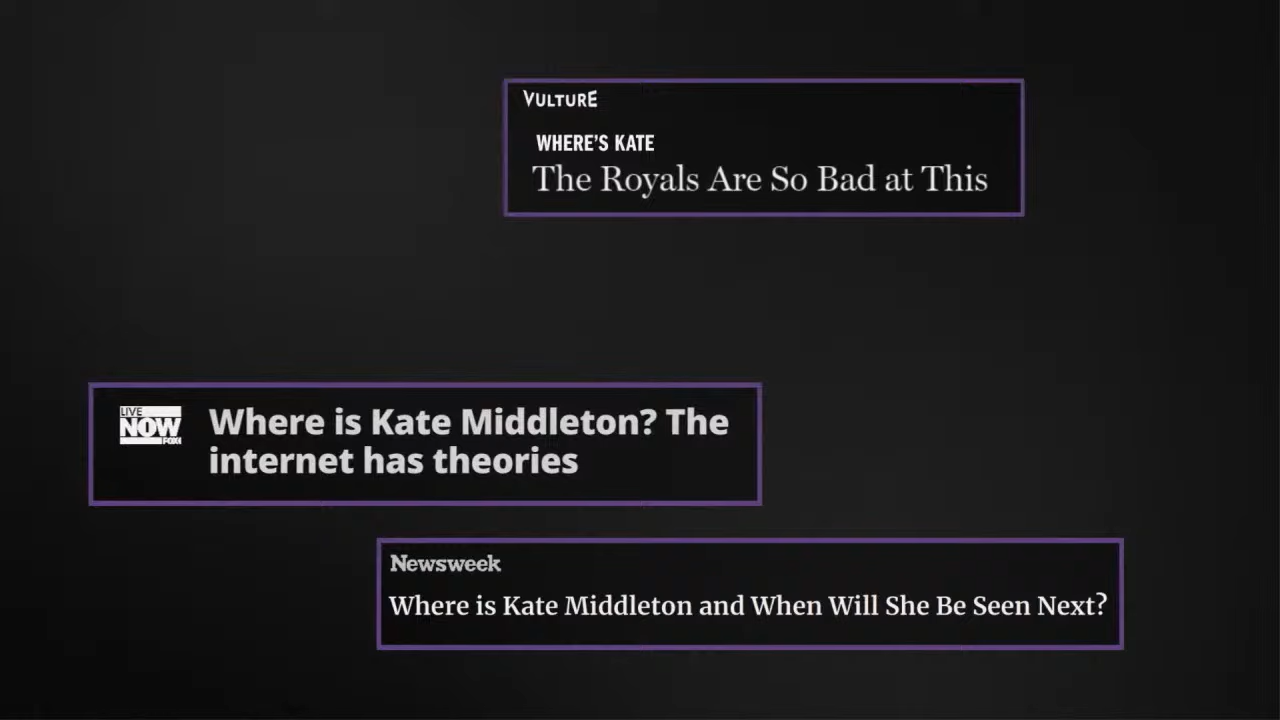 VULTURE
WHERE'S KATE
The Royals Are So Bad at This
LIVE
NOW
FOX
Where is Kate Middleton? The
internet has theories
Newsweek
Where is Kate Middleton and When Will She Be Seen Next?